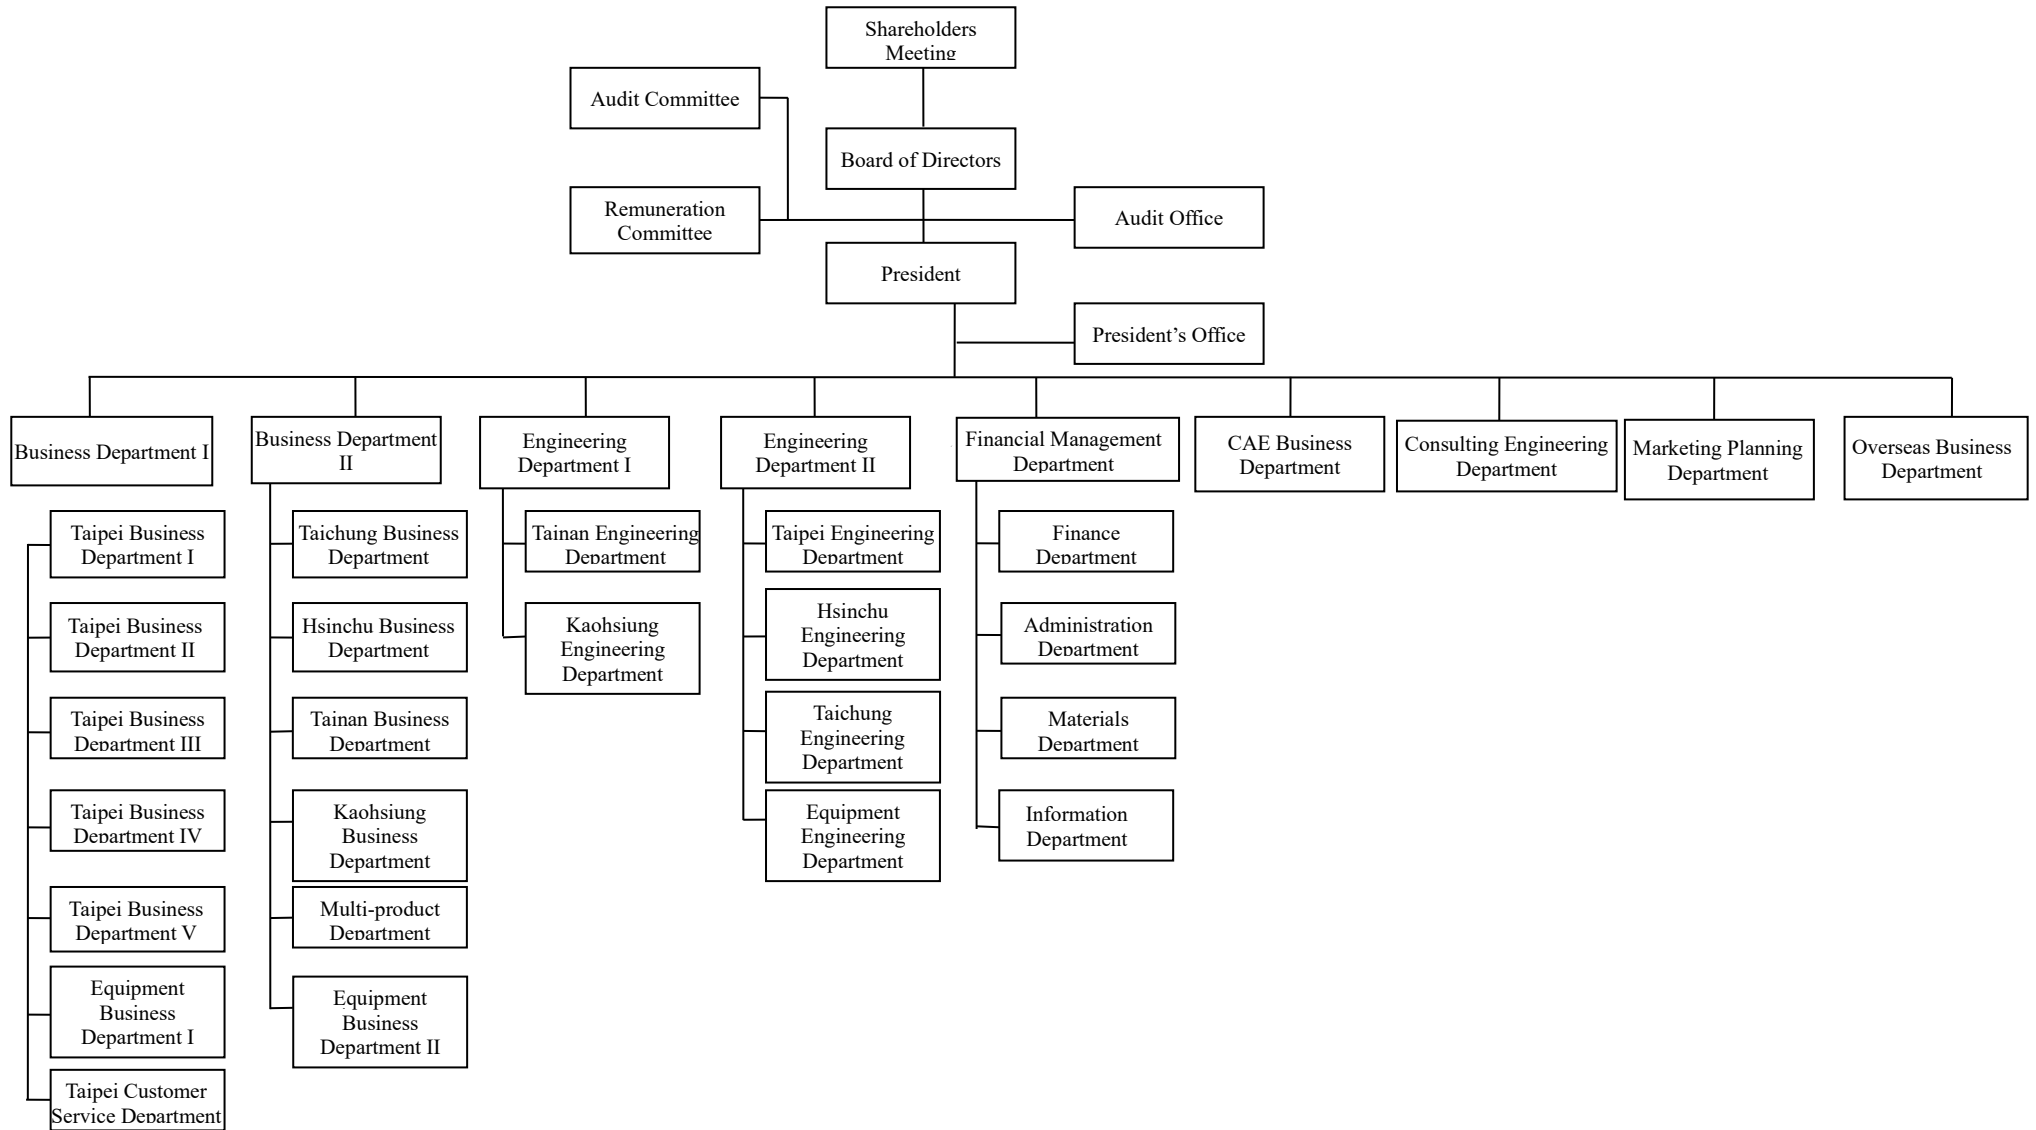 Shareholders
Meeting
Audit Committee
Board of Directors
Remuneration
Committee
Audit Office
President
President’s Office
Business Department I
Business Department
II
Engineering
Department I
Engineering
Department II
Financial Management
Department
CAE Business
Department
Consulting Engineering
Department
Marketing Planning
Department
Overseas Business
Department
Taipei Business
Department I
Taipei Business
Department II
Taipei Business
Department III
Taipei Business
Department IV
Taipei Business
Department V
Equipment
Business
Department I
Taipei Customer
Service Department
Taichung Business
Department
Hsinchu Business
Department
Tainan Business
Department
Kaohsiung
Business
Department
Multi-product
Department
Equipment
Business
Department II
Tainan Engineering
Department
Kaohsiung
Engineering
Department
Taipei Engineering
Department
Hsinchu
Engineering
Department
Taichung
Engineering
Department
Equipment
Engineering
Department
Finance
Department
Administration
Department
Materials
Department
Information
Department